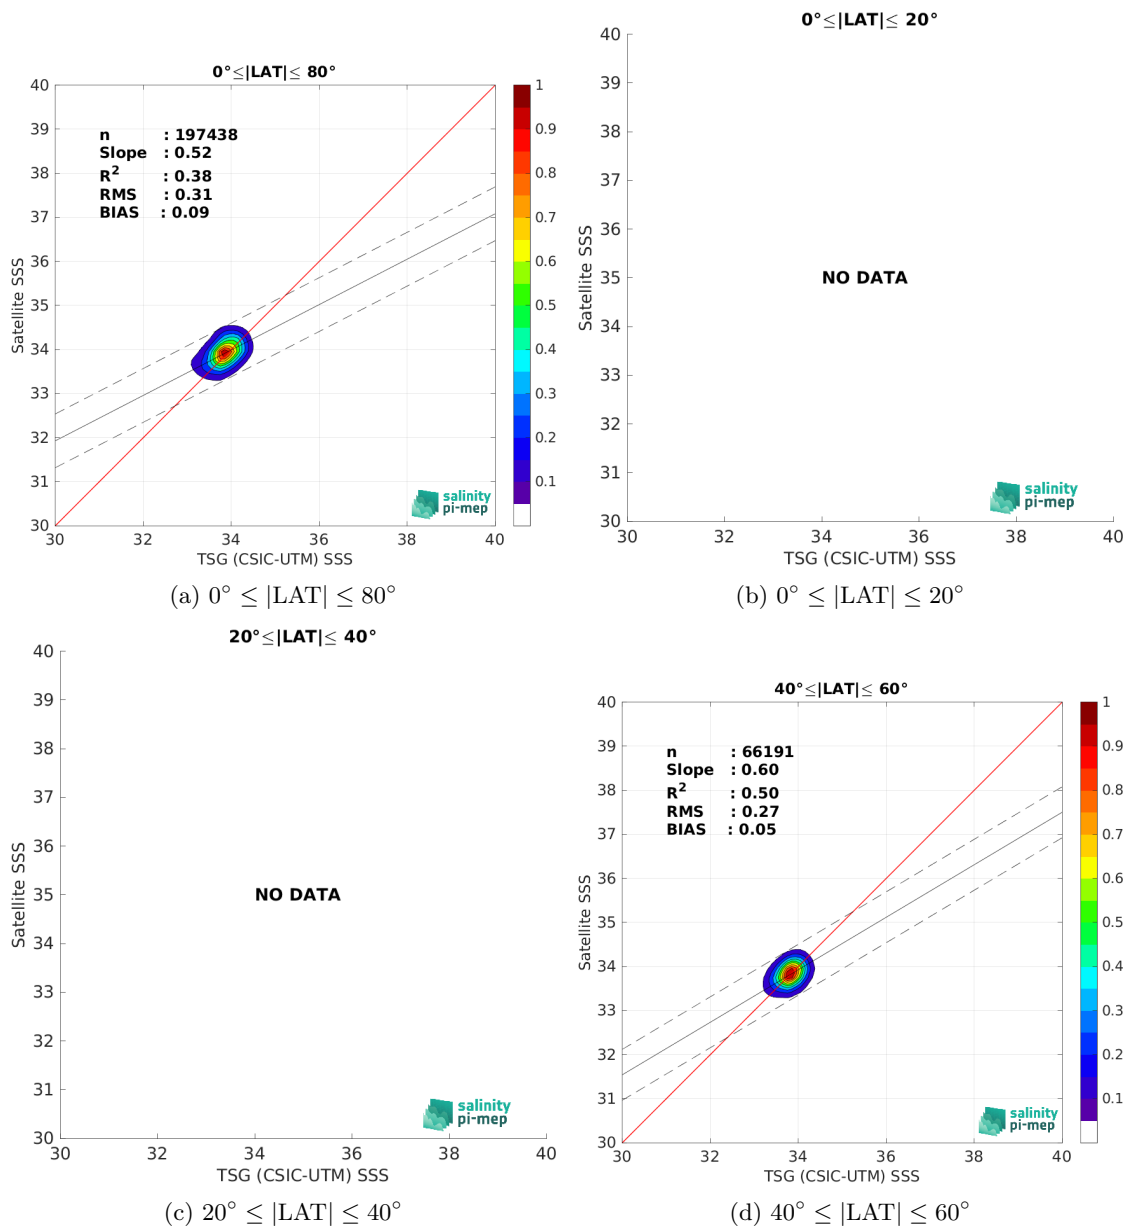 0°≤|LAT|≤ 80°
40
39
38
37
36
35
34
33
32
31
30
Satellite SSS
n : 197438
Slope : 0.52
R² : 0.38
RMS : 0.31
BIAS : 0.09
1
0.9
0.8
0.7
0.6
0.5
0.4
0.3
0.2
0.1
salinity
pi-mep
30 32 34 36 38 40
TSG (CSIC-UTM) SSS
(a) 0° ≤ |LAT| ≤ 80°
0°≤|LAT|≤ 20°
40
39
38
37
36
35
34
33
32
31
30
Satellite SSS
NO DATA
salinity
pi-mep
30 32 34 36 38 40
TSG (CSIC-UTM) SSS
(b) 0° ≤ |LAT| ≤ 20°
20°≤|LAT|≤ 40°
40
39
38
37
36
35
34
33
32
31
30
Satellite SSS
NO DATA
salinity
pi-mep
30 32 34 36 38 40
TSG (CSIC-UTM) SSS
(c) 20° ≤ |LAT| ≤ 40°
40°≤|LAT|≤ 60°
40
39
38
37
36
35
34
33
32
31
30
Satellite SSS
n : 66191
Slope : 0.60
R² : 0.50
RMS : 0.27
BIAS : 0.05
1
0.9
0.8
0.7
0.6
0.5
0.4
0.3
0.2
0.1
salinity
pi-mep
30 32 34 36 38 40
TSG (CSIC-UTM) SSS
(d) 40° ≤ |LAT| ≤ 60°